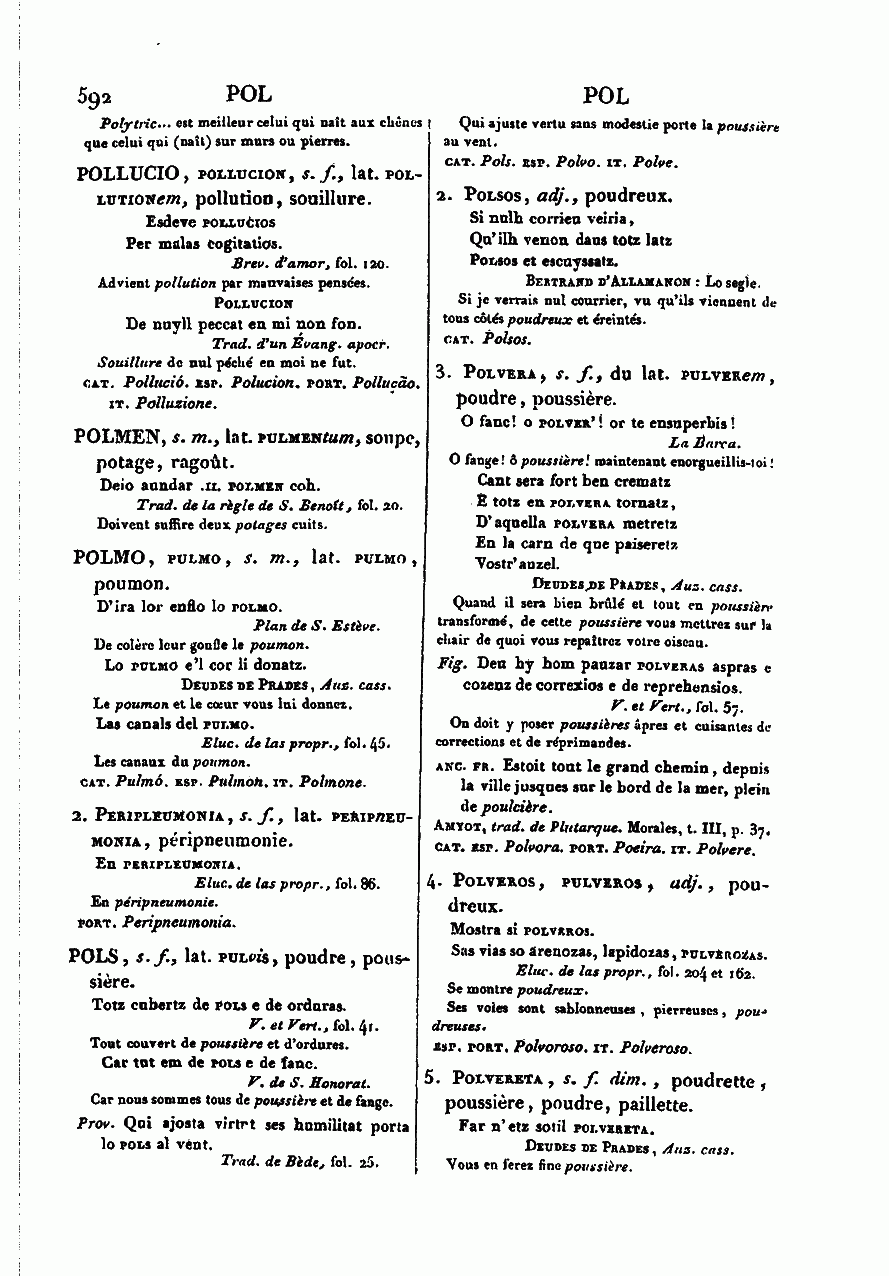 592 POL
Polytric... est meilleur celui qui naît aux chênes
que celui qui (naît) sur murs ou pierres.
POLLUCIO, POLLUCION, s. f., lat. POL-
LUTIONem, pollution, souillure.
Esdeve POLLUCIOS
Per malas cogitatios.
Brev. d'amor, fol. 120.
Advient pollution par mauvaises pensées.
POLLUCION
De nuyll peccat en mi non fon.
Trad. d'un Évang. apocr.
Souillure de nul péché en moi ne fut.
CAT. Pollució. ESP. Polucion. PORT. Pollução.
IT. Polluzione.
POLMEN, s. m., lat. PULMENtum, soupe,
potage, ragoût.
Deio aundar .II. POLMEN coh.
Trad. de la règle de S. Benoît, fol. 20.
Doivent suffire deux potages cuits.
POLMO, PULMO, s. m., lat. PULMO,
poumon.
D'ira lor enflo lo POLMO.
Plan de S. Estève.
De colère leur gonfle le poumon.
Lo PULMO e'l cor li donatz.
DEUDES DE PRADES, Auz. cass.
Le poumon et le cœur vous lui donnez.
Las canals del PULMO.
Eluc. de las propr., fol. 45.
Les canaux du poumon.
CAT. Pulmó. ESP. Pulmon. IT. Polmone.
2. PERIPLEUMONIA, s. f., lat. PERIPNEU-
MONIA, péripneumonie.
En PERIPLEUMONIA.
Eluc. de las propr., fol. 86.
En péripneumonie.
PORT. Peripneumonia.
POLS, s. f., lat. PULvis, poudre, pous-
sière.
Totz cubertz de POLS e de orduras.
V. et Vert., fol. 41.
Tout couvert de poussière et d'ordures.
Car tut em de POLS e de fanc.
V. de S. Honorat.
Car nous sommes tous de poussière et de fange.
Prov. Qui ajosta virtut ses humilitat porta
lo POLS al vent.
Trad. de Bède, fol. 25.
POL
Qui ajuste vertu sans modestie porte la poussière
au vent.
CAT. Pols. ESP. Polvo. IT. Polve.
2. POLSOS, adj., poudreux.
Si nulh corrieu veiria,
Qu'ilh venon daus totz latz
POLSOS et escuyssatz.
BERTRAND D'ALLAMANON : Lo segle.
Si je verrais nul courrier, vu qu'ils viennent de
tous côtés poudreux et éreintés.
CAT. Polsos.
3. POLVERA, s. f., du lat. PULVERem,
poudre, poussière.
O fanc! o POLVER'! or te ensuperbis!
La Barca.
O fange! ô poussière! maintenant enorgueillis-toi!
Cant sera fort ben crematz
E totz en POLVERA tornatz,
D'aquella POLVERA metretz
En la carn de que paiseretz
Vostr'auzel.
DEUDES DE PRADES, Auz. cass.
Quand il sera bien brûlé et tout en poussière
transformé, de cette poussière vous mettrez sur la
chair de quoi vous repaîtrez votre oiseau.
Fig. Deu hy hom pauzar POLVERAS aspras e
cozenz de correxios e de reprehensios.
V. et Vert., fol. 57.
On doit y poser poussières âpres et cuisantes de
corrections et de réprimandes.
ANC. FR. Estoit tout le grand chemin, depuis
la ville jusques sur le bord de la mer, plein
de poulcière.
AMYOT, trad. de Plutarque. Morales, t. III, p. 37.
CAT. ESP. Polvora. PORT. Poeira. IT. Polvere.
4. POLVEROS, PULVEROS, adj., pou-
dreux.
Mostra si POLVEROS.
Sas vias so arenozas, lapidozas, PULVEROZAS.
Eluc. de las propr., fol. 204 et 162.
Se montre poudreux.
Ses voies sont sablonneuses, pierreuses, pou-
dreuses.
ESP. PORT. Polvoroso. IT. Polveroso.
5. POLVERETA, s. f. dim., poudrette,
poussière, poudre, paillette.
Far n'etz sotil POLVERETA.
DEUDES DE PRADES, Auz. cass.
Vous en ferez fine poussière.